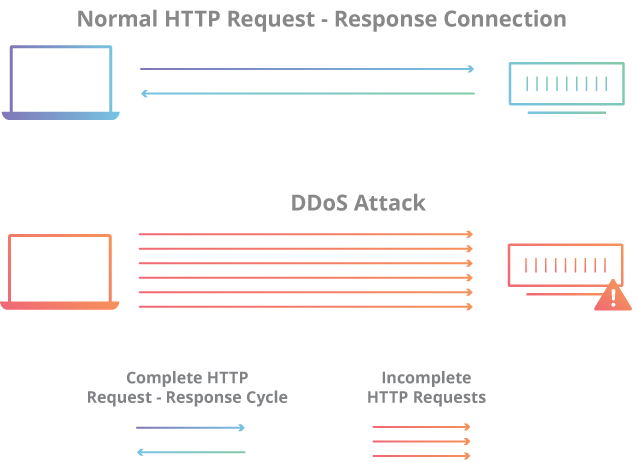 Normal HTTP Request - Response Connection
DDoS Attack
Complete HTTP
Request - Response Cycle
Incomplete
HTTP Requests